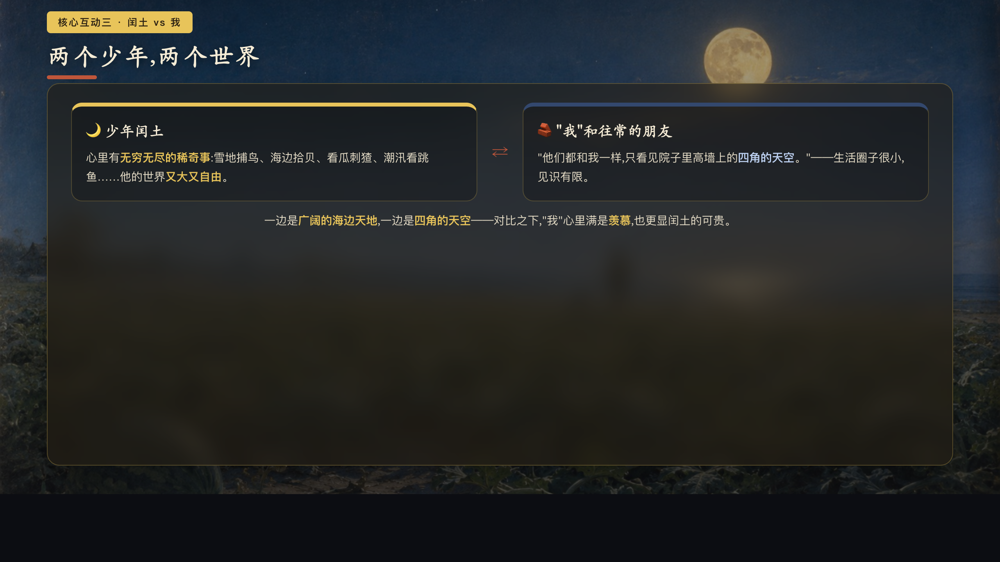 核心互动三 · 闰土 vs 我
两个少年,两个世界
🌙 少年闰土
心里有无穷无尽的稀奇事:雪地捕鸟、海边拾贝、看瓜刺猹、潮汛看跳
鱼……他的世界又大又自由。
⇄
"我"和往常的朋友
"他们都和我一样,只看见院子里高墙上的四角的天空。"——生活圈子很小,
见识有限。
一边是广阔的海边天地,一边是四角的天空——对比之下,"我"心里满是羡慕,也更显闰土的可贵。